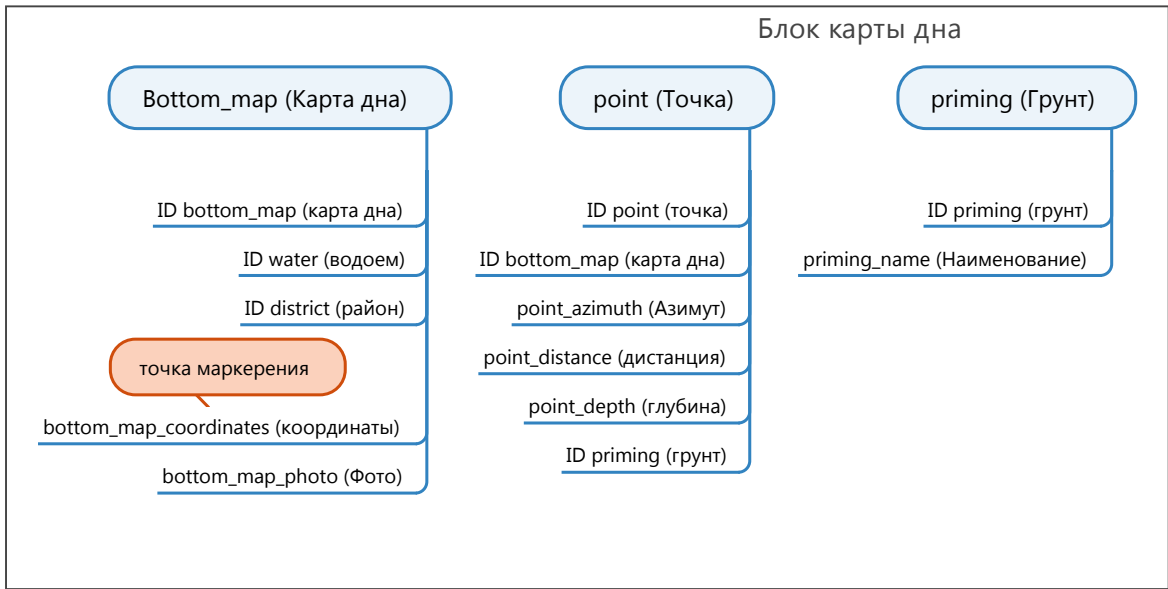 Блок карты дна
Bottom_map (Карта дна)
ID bottom_map (карта дна)
ID water (водоем)
ID district (район)
точка маркерения
bottom_map_coordinates (координаты)
bottom_map_photo (Фото)
point (Точка)
ID point (точка)
ID bottom_map (карта дна)
point_azimuth (Азимут)
point_distance (дистанция)
point_depth (глубина)
ID priming (грунт)
priming (Грунт)
ID priming (грунт)
priming_name (Наименование)